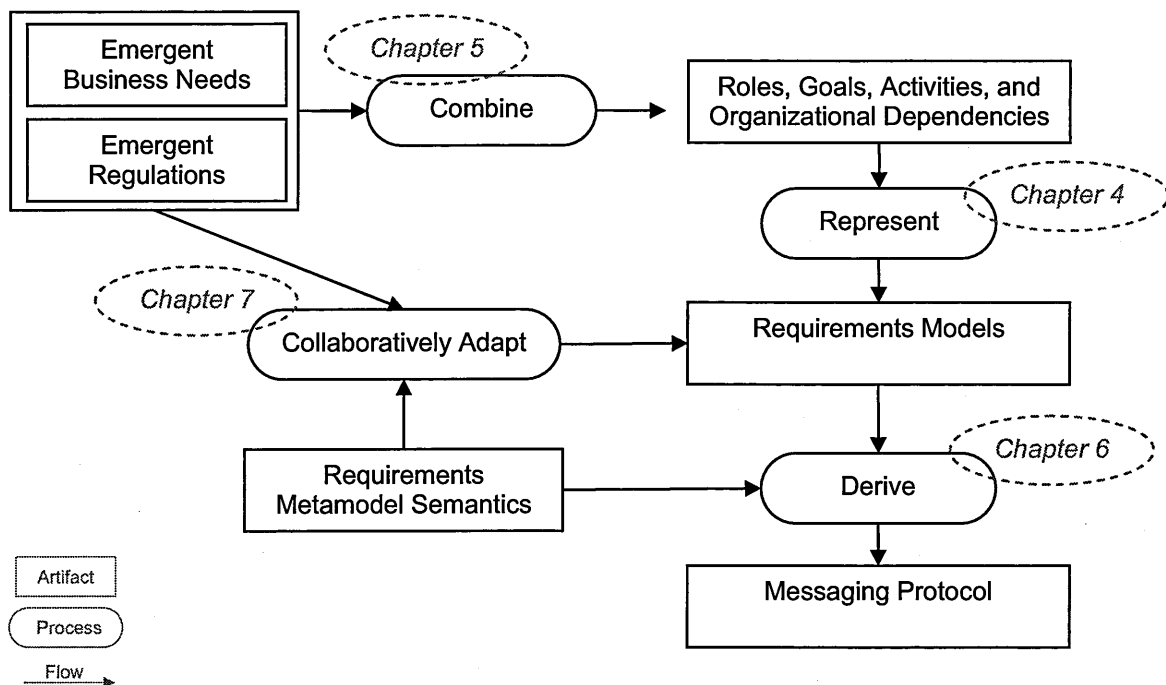 Emergent
Business Needs
Emergent
Regulations
Chapter 5
Combine
Roles, Goals, Activities, and
Organizational Dependencies
Chapter 4
Represent
Chapter 7
Collaboratively Adapt
Requirements Models
Requirements
Metamodel Semantics
Chapter 6
Derive
Messaging Protocol
Artifact
Process
Flow